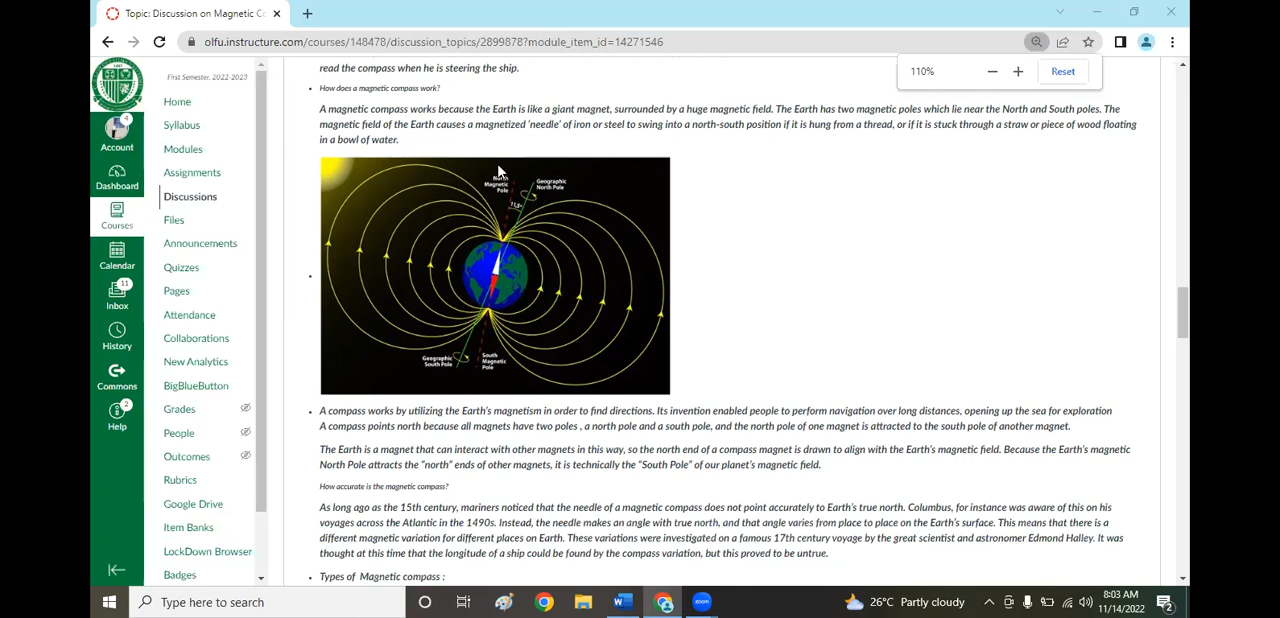 Topic: Discussion on Magnetic Co
olfu.instructure.com/courses/148478/discussion_topics/2899878?module_item_id=14271546
110%
Reset
First Semester, 2022-2023
Home
Syllabus
Modules
Assignments
Discussions
Files
Announcements
Quizzes
Pages
Attendance
Collaborations
New Analytics
BigBlueButton
Grades
People
Outcomes
Rubrics
Google Drive
Item Banks
LockDown Browser
Badges
4
Account
Dashboard
Courses
Calendar
11
Inbox
History
Commons
2
Help
read the compass when he is steering the ship.
How does a magnetic compass work?
A magnetic compass works because the Earth is like a giant magnet, surrounded by a huge magnetic field. The Earth has two magnetic poles which lie near the North and South poles. The
magnetic field of the Earth causes a magnetized 'needle' of iron or steel to swing into a north-south position if it is hung from a thread, or if it is stuck through a straw or piece of wood floating
in a bowl of water.
North
Magnetic
Pole
Geographic
North Pole
11.5°
Geographic
South Pole
South
Magnetic
Pole
A compass works by utilizing the Earth's magnetism in order to find directions. Its invention enabled people to perform navigation over long distances, opening up the sea for exploration
A compass points north because all magnets have two poles , a north pole and a south pole, and the north pole of one magnet is attracted to the south pole of another magnet.
The Earth is a magnet that can interact with other magnets in this way, so the north end of a compass magnet is drawn to align with the Earth's magnetic field. Because the Earth's magnetic
North Pole attracts the "north" ends of other magnets, it is technically the "South Pole" of our planet's magnetic field.
How accurate is the magnetic compass?
As long ago as the 15th century, mariners noticed that the needle of a magnetic compass does not point accurately to Earth's true north. Columbus, for instance was aware of this on his
voyages across the Atlantic in the 1490s. Instead, the needle makes an angle with true north, and that angle varies from place to place on the Earth's surface. This means that there is a
different magnetic variation for different places on Earth. These variations were investigated on a famous 17th century voyage by the great scientist and astronomer Edmond Halley. It was
thought at this time that the longitude of a ship could be found by the compass variation, but this proved to be untrue.
Types of Magnetic compass :
Type here to search
zoom
26°C Partly cloudy
8:03 AM
11/14/2022
2